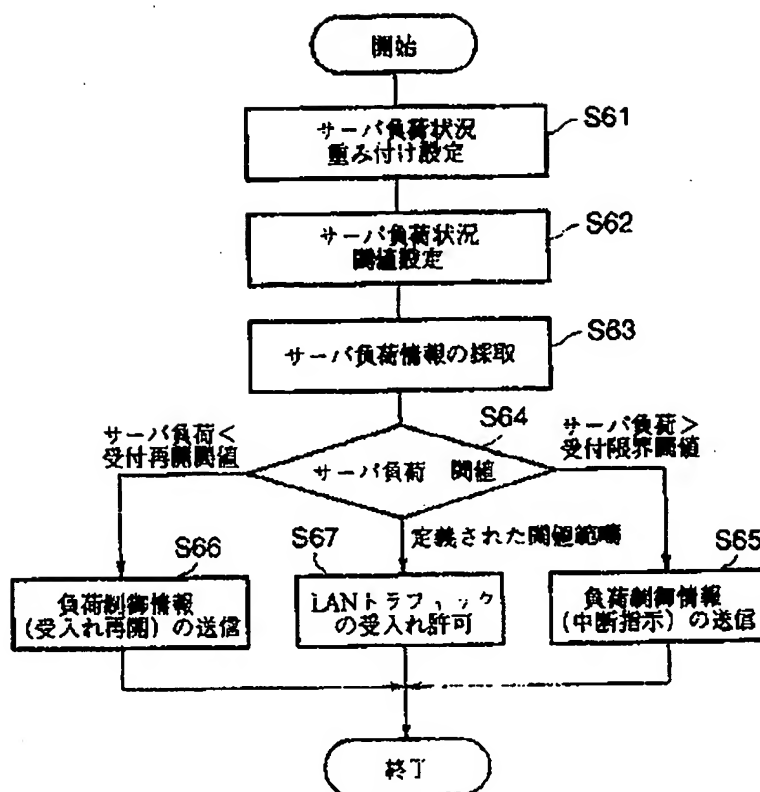 開始
サーバ負荷状況
重み付け設定
S61
サーバ負荷状況
閾値設定
S62
サーバ負荷情報の採取
S63
サーバ負荷<
受付再開閾値
S64
サーバ負荷>
受付限界閾値
サーバ負荷 閾値
定義された閾値範疇
S66
負荷制御情報
(受入れ再開)の送信
S67
LANトラフィック
の受入れ許可
S65
負荷制御情報
(中断指示)の送信
終了